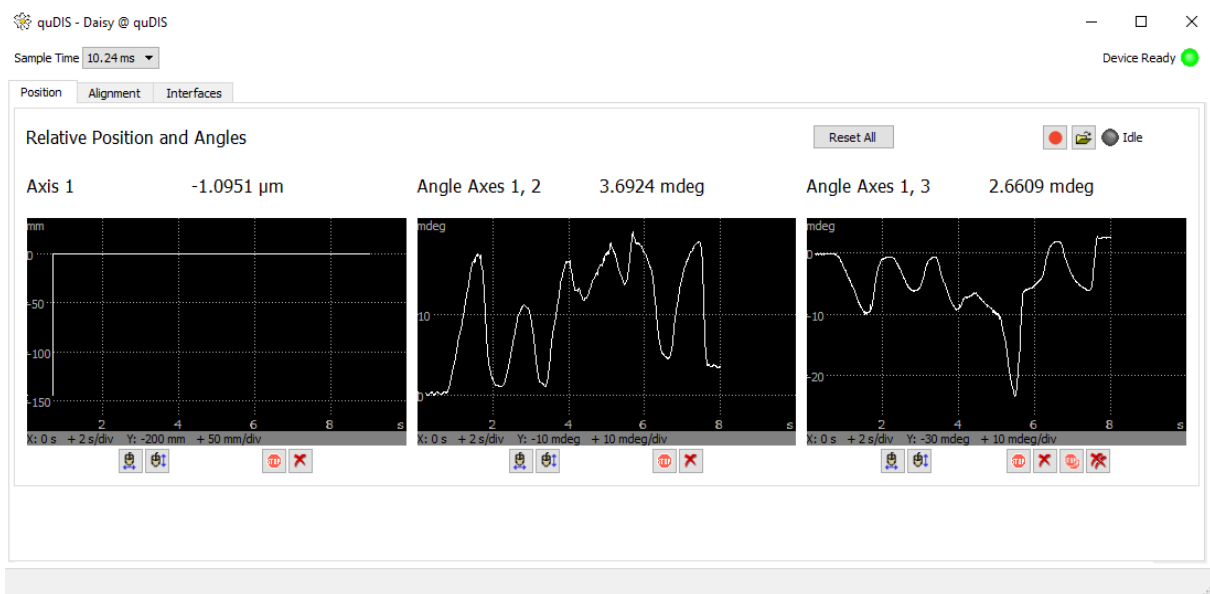 quDIS - Daisy @ quDIS
Sample Time 10.24 ms
Device Ready
Position Alignment Interfaces
Relative Position and Angles
Reset All
Idle
Axis 1 -1.0951 µm
Angle Axes 1, 2 3.6924 mdeg
Angle Axes 1, 3 2.6609 mdeg
mm
0
-50
-100
-150
2 4 6 8 s
X: 0 s + 2 s/div Y: -200 mm + 50 mm/div
mdeg
10
0
2 4 6 8 s
X: 0 s + 2 s/div Y: -10 mdeg + 10 mdeg/div
mdeg
0
-10
-20
2 4 6 8 s
X: 0 s + 2 s/div Y: -30 mdeg + 10 mdeg/div
STOP
STOP
STOP